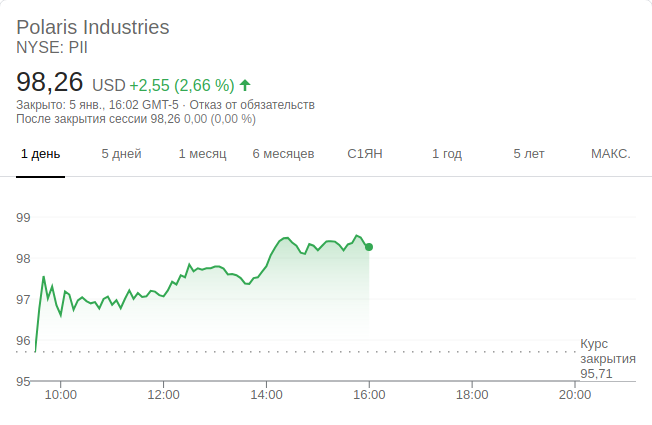 Polaris Industries
NYSE: PII
98,26 USD +2,55 (2,66 %)
Закрыто: 5 янв., 16:02 GMT-5 · Отказ от обязательств
После закрытия сессии 98,26 0,00 (0,00 %)
1 день 5 дней 1 месяц 6 месяцев С1ЯН 1 год 5 лет МАКС.
99
98
97
96
95
Курс
закрытия
95,71
10:00 12:00 14:00 16:00 18:00 20:00